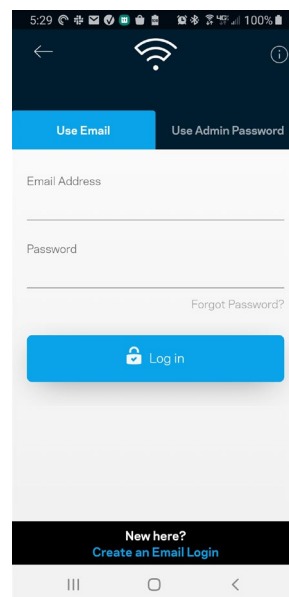 5:29 100%
Use Email Use Admin Password
Email Address
Password
Forgot Password?
Log in
New here?
Create an Email Login